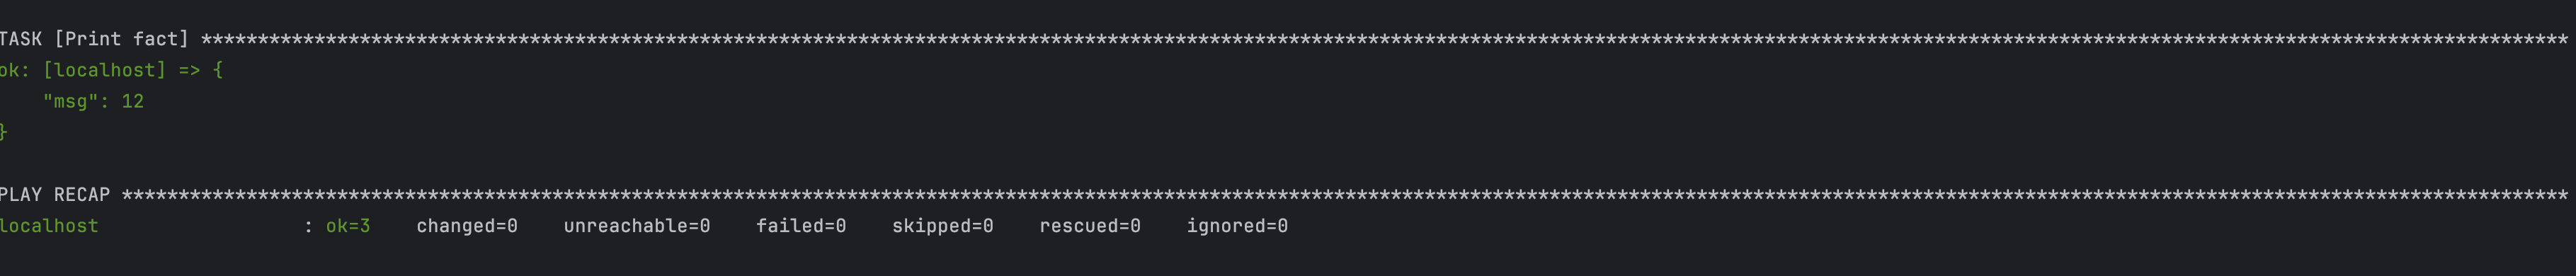 TASK [Print fact] *****************************************************************************************************************************************************************************************************************
ok: [localhost] => {
    "msg": 12
}
PLAY RECAP ************************************************************************************************************************************************************************************************************************
localhost                  : ok=3    changed=0    unreachable=0    failed=0    skipped=0    rescued=0    ignored=0